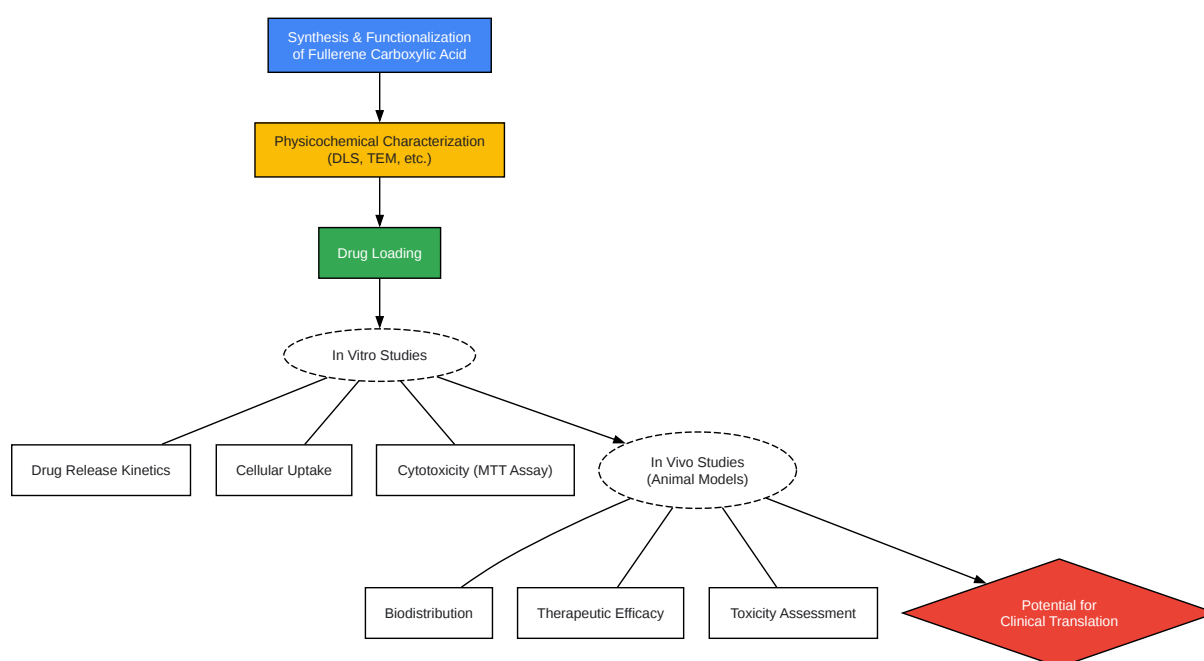 Synthesis & Functionalization
of Fullerene Carboxylic Acid
Physicochemical Characterization
(DLS, TEM, etc.)
Drug Loading
In Vitro Studies
Drug Release Kinetics
Cellular Uptake
Cytotoxicity (MTT Assay)
In Vivo Studies
(Animal Models)
Biodistribution
Therapeutic Efficacy
Toxicity Assessment
Potential for
Clinical Translation